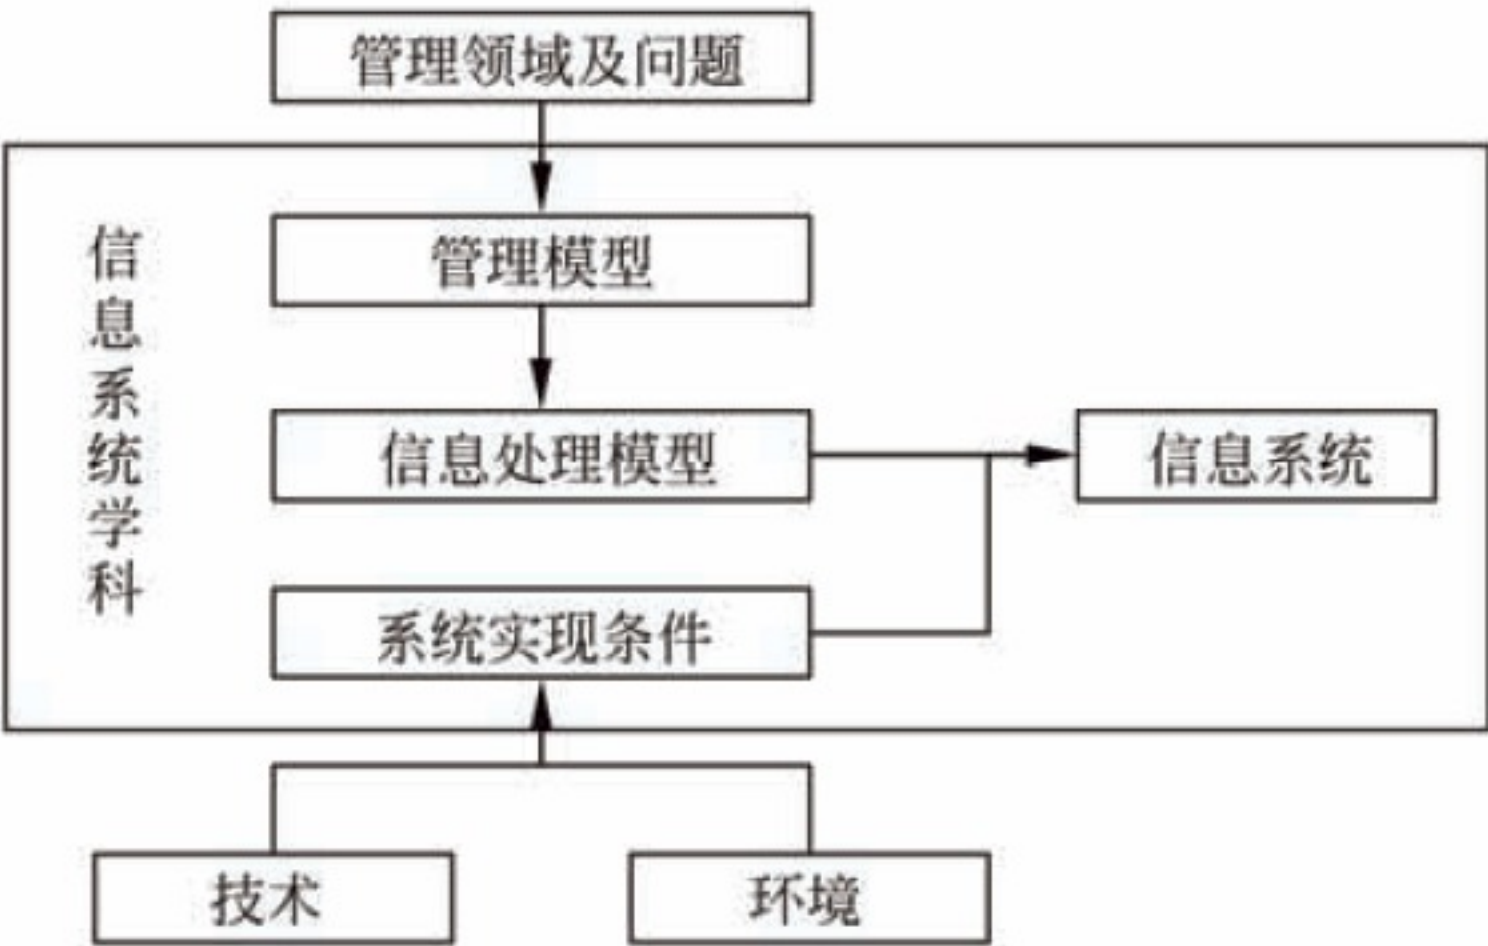 管理领域及问题
信息系统学科
管理模型
信息处理模型
信息系统
系统实现条件
技术
环境